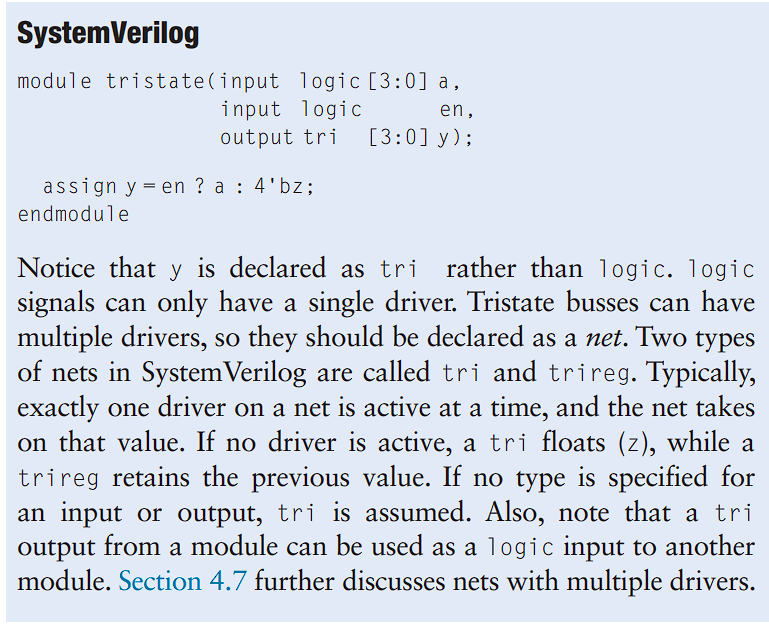 SystemVerilog
module tristate(input logic [3:0] a,
input logic en,
output tri [3:0] y);
assign y = en ? a : 4'bz;
endmodule
Notice that y is declared as tri rather than logic. logic
signals can only have a single driver. Tristate busses can have
multiple drivers, so they should be declared as a net. Two types
of nets in SystemVerilog are called tri and trireg. Typically,
exactly one driver on a net is active at a time, and the net takes
on that value. If no driver is active, a tri floats (z), while a
trireg retains the previous value. If no type is specified for
an input or output, tri is assumed. Also, note that a tri
output from a module can be used as a logic input to another
module. Section 4.7 further discusses nets with multiple drivers.